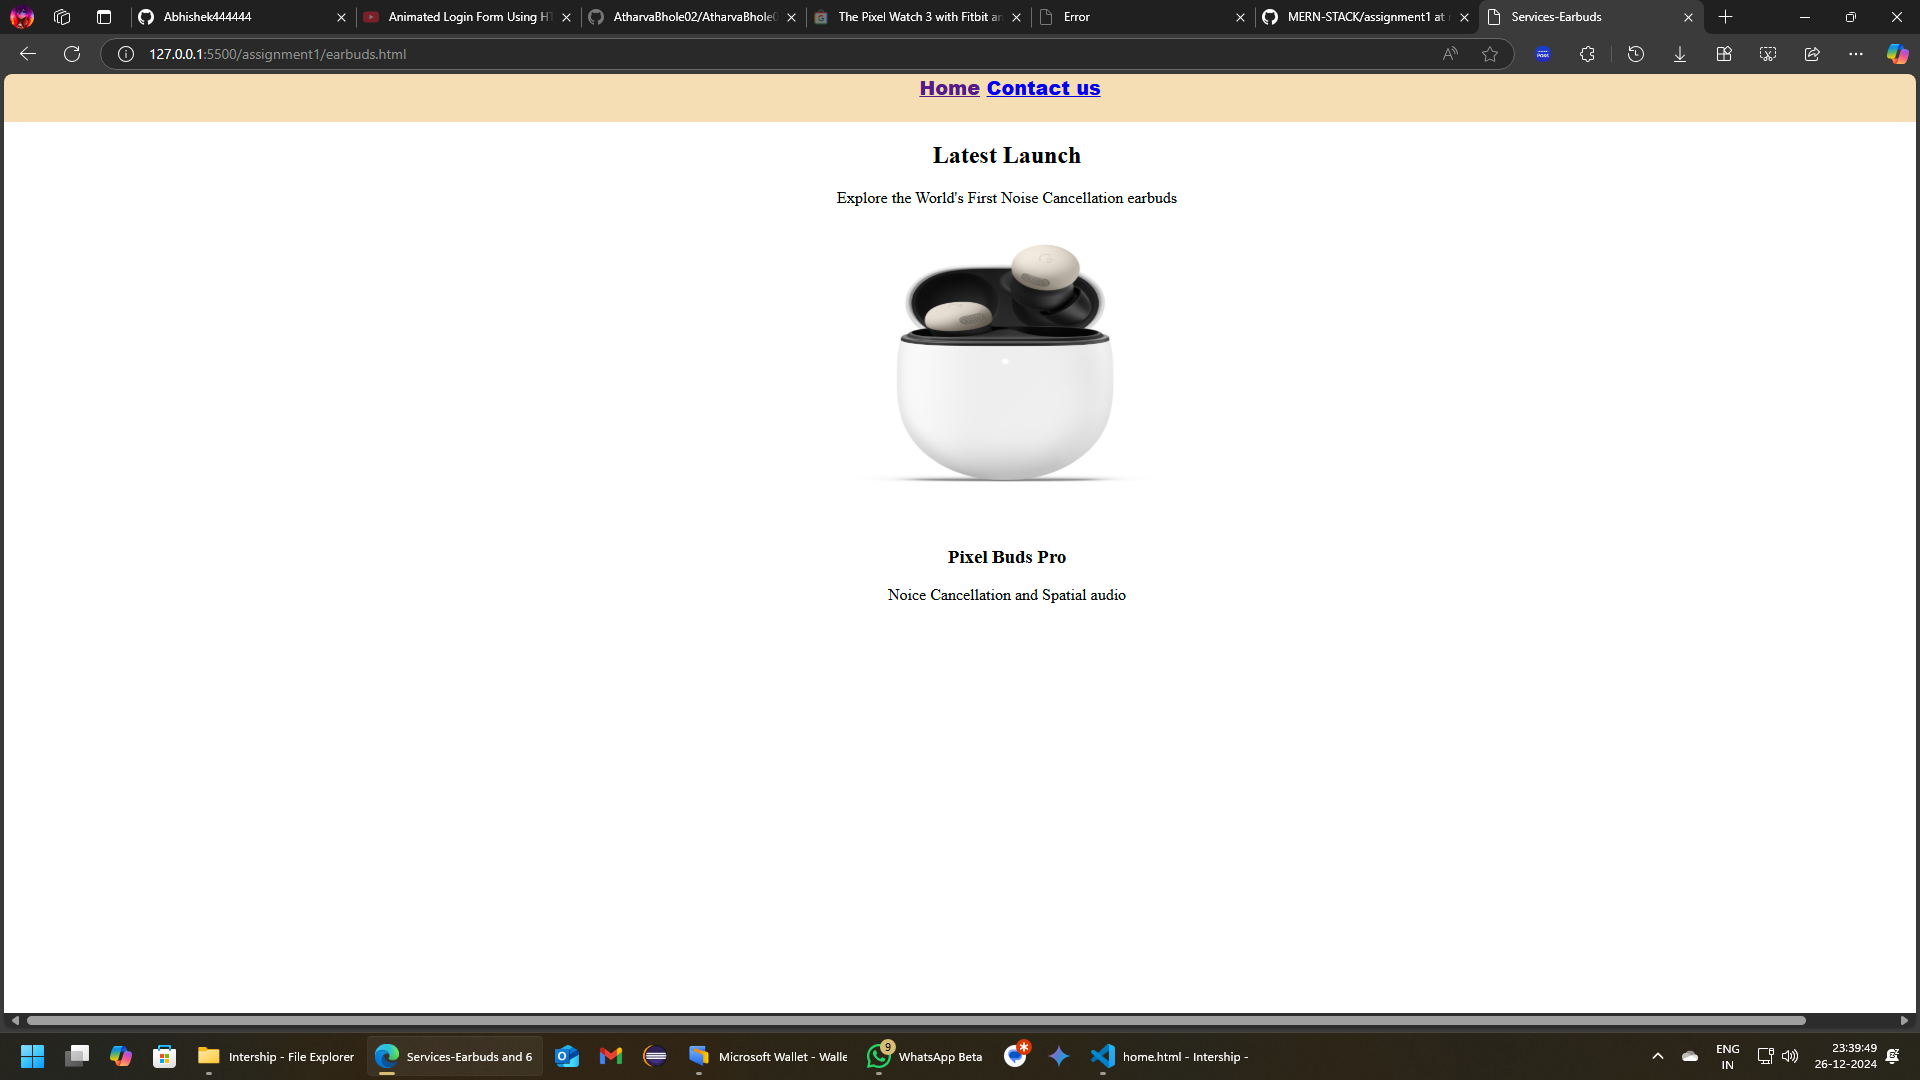 Abhishek444444
Animated Login Form Using HT
AtharvaBhole02/AtharvaBhole0
The Pixel Watch 3 with Fitbit an
Error
MERN-STACK/assignment1 at
Services-Earbuds
127.0.0.1:5500/assignment1/earbuds.html
Home Contact us
Latest Launch
Explore the World's First Noise Cancellation earbuds
Pixel Buds Pro
Noice Cancellation and Spatial audio
Intership - File Explorer
Services-Earbuds and 6
Microsoft Wallet - Walle
9
WhatsApp Beta
home.html - Intership -
ENG
IN
23:39:49
26-12-2024